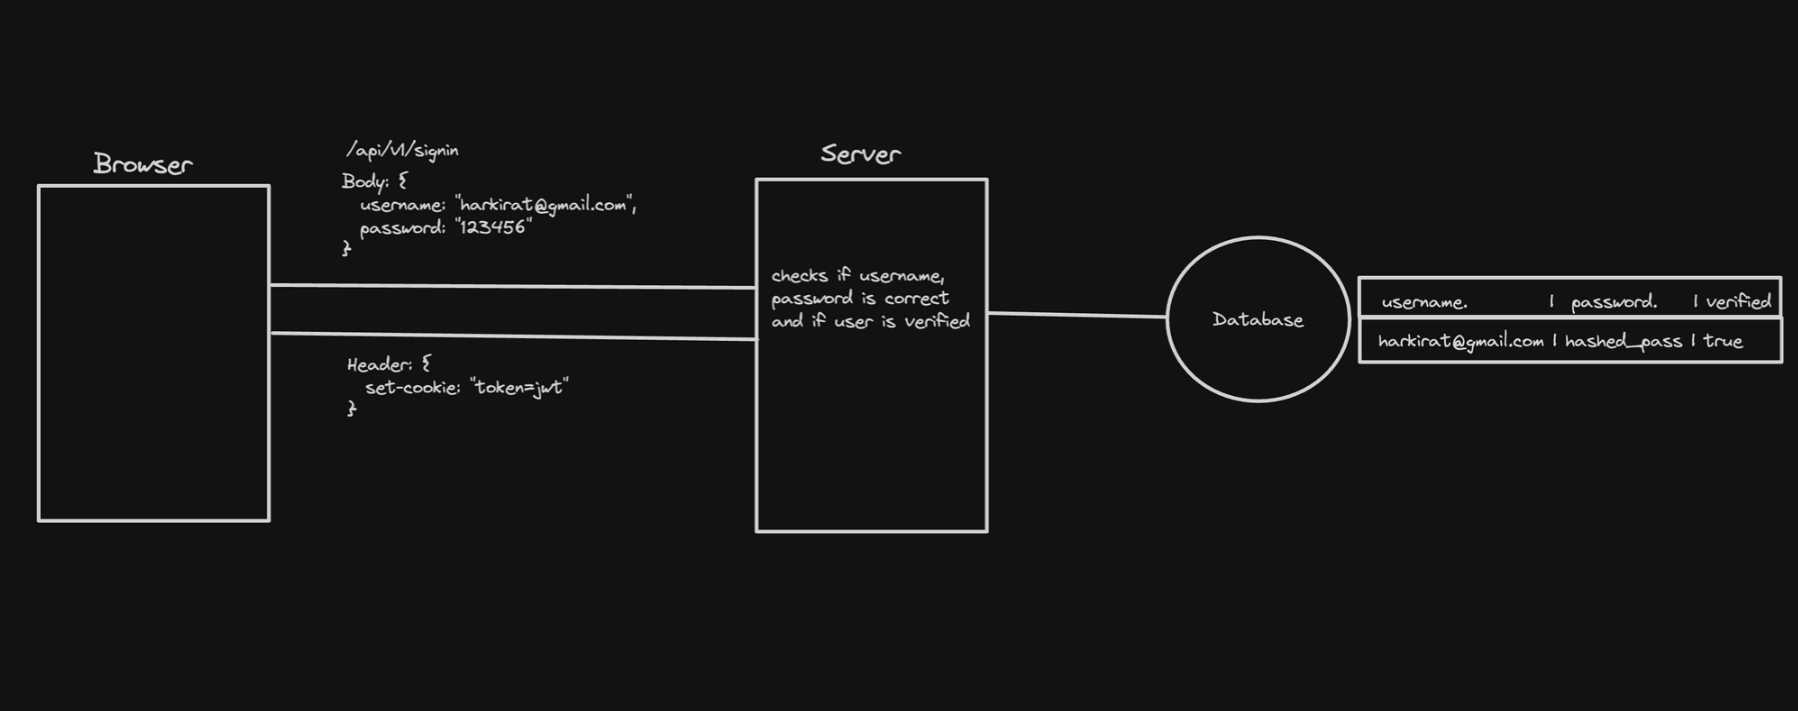 Browser
/api/v1/signin
Body: {
username: "harkirat@gmail.com",
password: "123456"
}
Header: {
set-cookie: "token=jwt"
}
Server
checks if username,
password is correct
and if user is verified
Database
username. | password. | verified
harkirat@gmail.com | hashed_pass | true